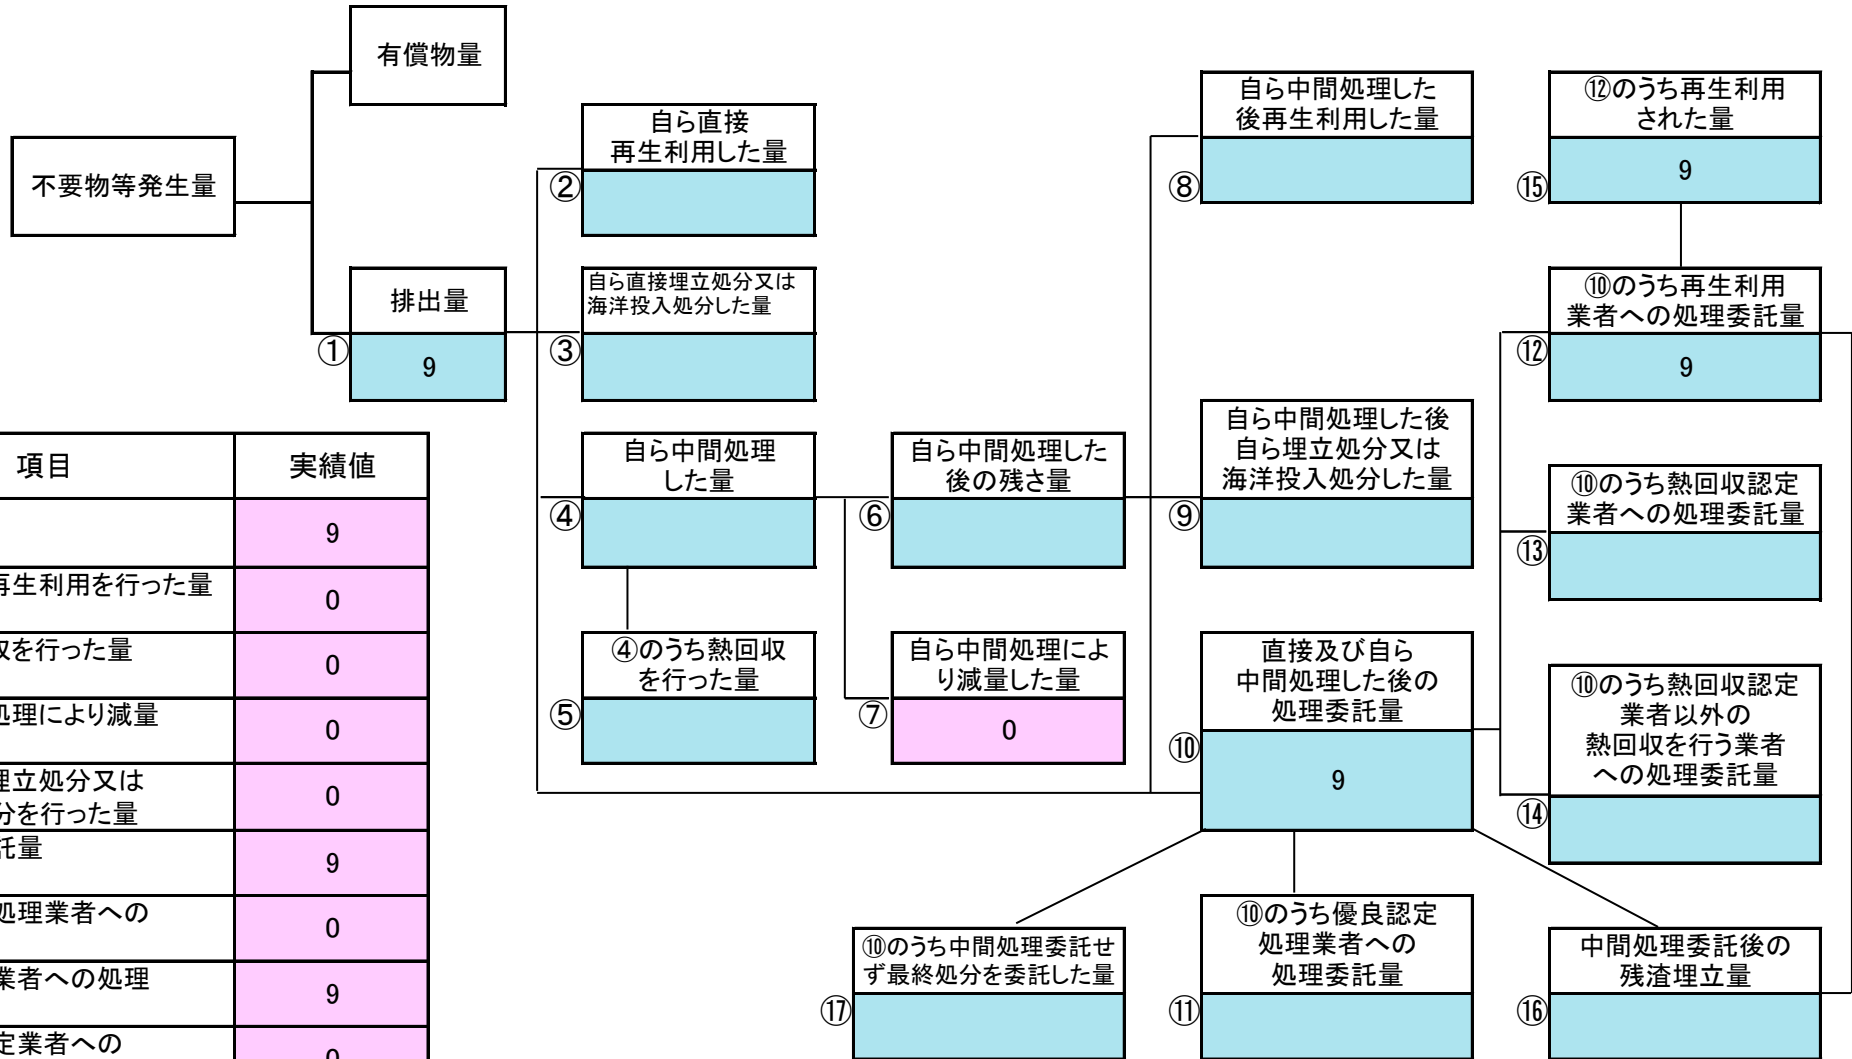 有償物量
不要物等発生量
排出量
①
9
自ら直接
再生利用した量
②
自ら直接埋立処分又は
海洋投入処分した量
③
自ら中間処理
した量
④
④のうち熱回収
を行った量
⑤
自ら中間処理した
後の残さ量
⑥
自ら中間処理によ
り減量した量
⑦
0
自ら中間処理した
後再生利用した量
⑧
自ら中間処理した後
自ら埋立処分又は
海洋投入処分した量
⑨
直接及び自ら
中間処理した後の
処理委託量
⑩
9
⑫のうち再生利用
された量
⑮
9
⑩のうち再生利用
業者への処理委託量
⑫
9
⑩のうち熱回収認定
業者への処理委託量
⑬
⑩のうち熱回収認定
業者以外の
熱回収を行う業者
への処理委託量
⑭
⑩のうち中間処理委託せ
ず最終処分を委託した量
⑰
⑩のうち優良認定
処理業者への
処理委託量
⑪
中間処理委託後の
残渣埋立量
⑯
項目
実績値
9
再生利用を行った量
0
を行った量
0
処理により減量
0
埋立処分又は
分を行った量
0
託量
9
処理業者への
0
業者への処理
9
定業者への
0